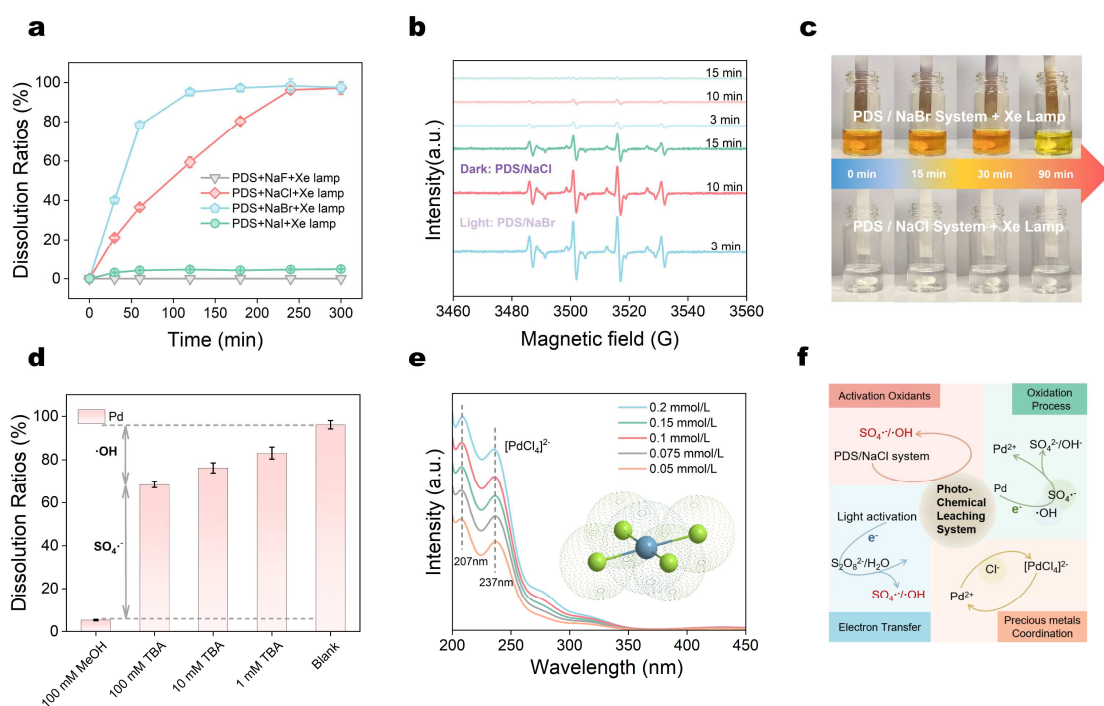 a
Dissolution Ratios (%)
100
80
60
40
20
0
PDS+NaF+Xe lamp
PDS+NaCl+Xe lamp
PDS+NaBr+Xe lamp
PDS+NaI+Xe lamp
0 50 100 150 200 250 300
Time (min)
b
Intensity(a.u.)
15 min
10 min
3 min
15 min
Dark: PDS/NaCl
10 min
Light: PDS/NaBr
3 min
3460 3480 3500 3520 3540 3560
Magnetic field (G)
c
PDS / NaBr System + Xe Lamp
0 min 15 min 30 min 90 min
PDS / NaCl System + Xe Lamp
d
Dissolution Ratios (%)
100
80
60
40
20
0
Pd
·OH
SO₄·⁻
100 mM MeOH
100 mM TBA
10 mM TBA
1 mM TBA
Blank
e
Intensity (a.u.)
[PdCl₄]²⁻
0.2 mmol/L
0.15 mmol/L
0.1 mmol/L
0.075 mmol/L
0.05 mmol/L
207nm
237nm
200 250 300 350 400 450
Wavelength (nm)
f
Activation Oxidants
SO₄·⁻/·OH
PDS/NaCl system
Oxidation
Process
Pd²⁺
SO₄²⁻/OH⁻
Pd
e⁻
SO₄·⁻
·OH
Photo-
Chemical
Leaching
System
Light activation
e⁻
S₂O₈²⁻/H₂O
SO₄·⁻/·OH
Electron Transfer
Cl⁻
[PdCl₄]²⁻
Pd²⁺
Precious metals
Coordination